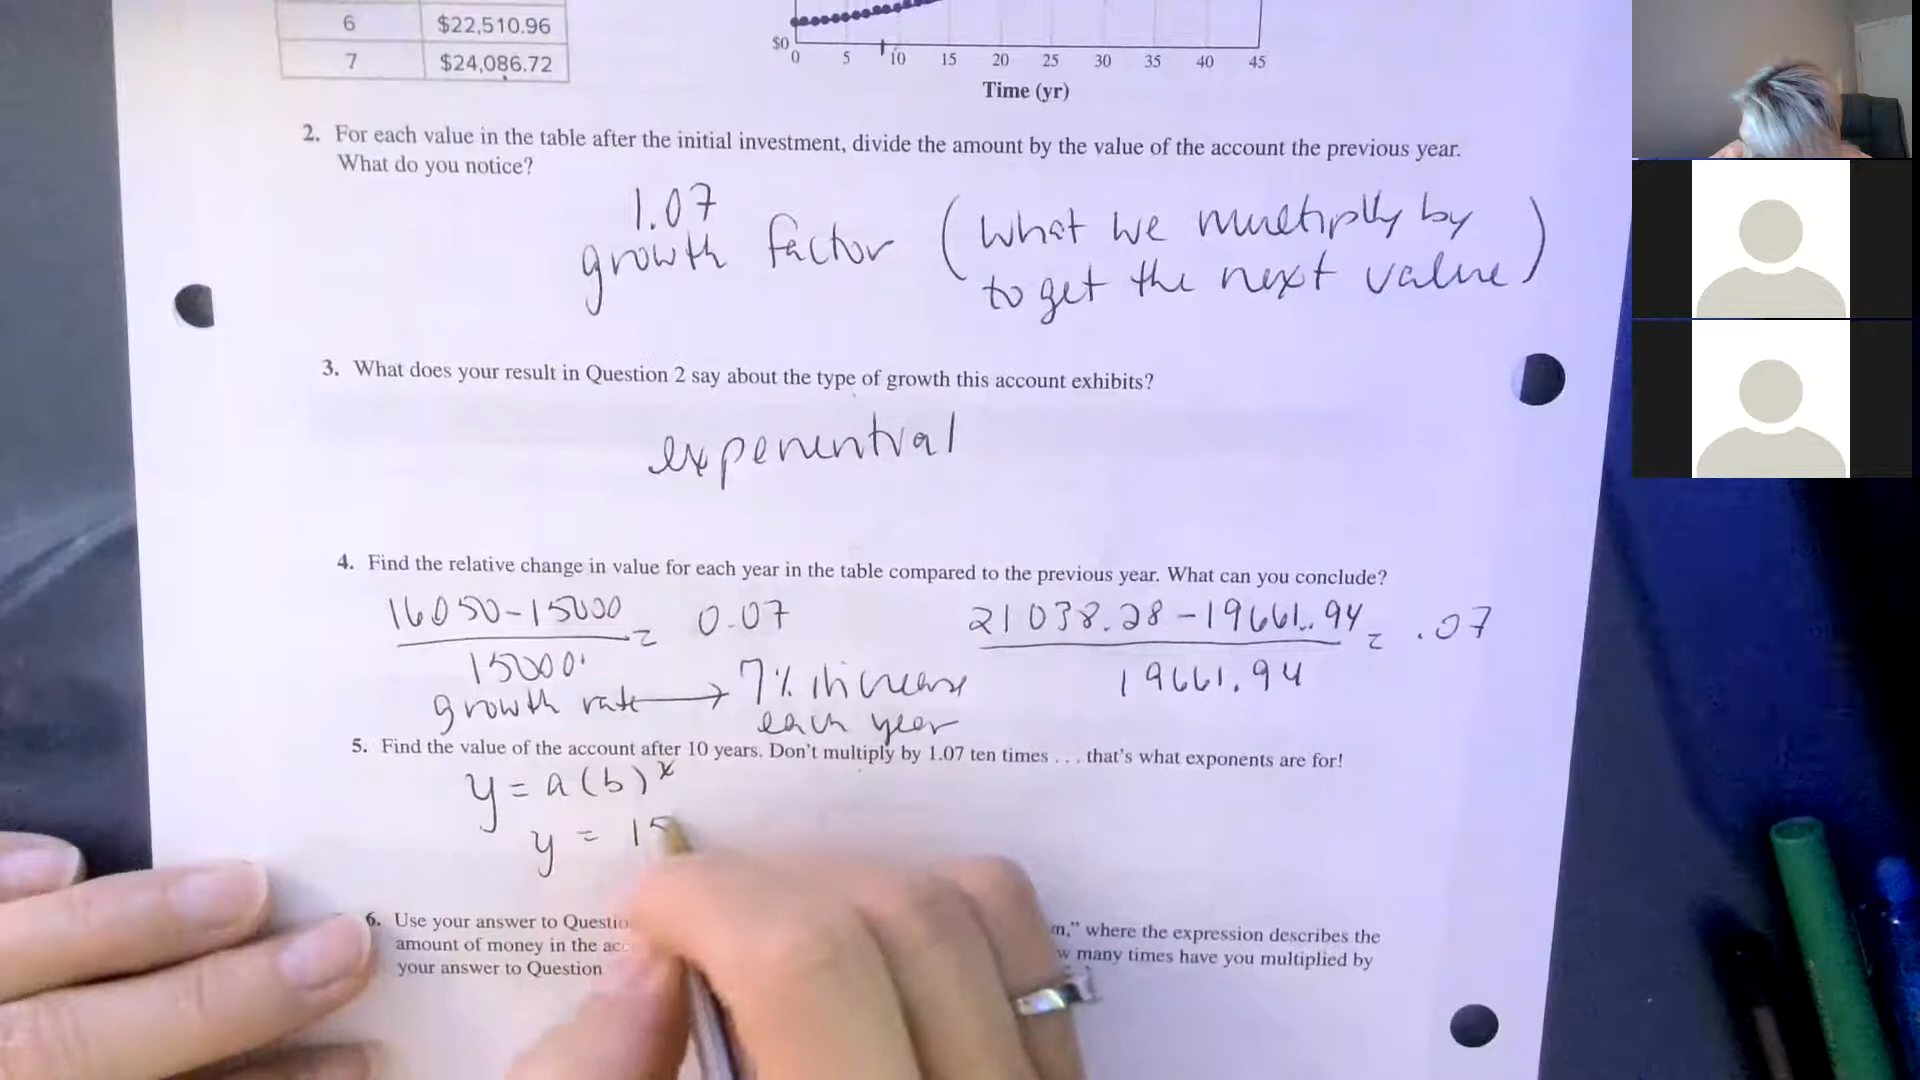 6 $22,510.96
7 $24,086.72
$0
0 5 10 15 20 25 30 35 40 45
Time (yr)
2. For each value in the table after the initial investment, divide the amount by the value of the account the previous year.
What do you notice?
1.07
growth factor (what we multiply by
to get the next value)
3. What does your result in Question 2 say about the type of growth this account exhibits?
expenential
4. Find the relative change in value for each year in the table compared to the previous year. What can you conclude?
16050-15000 = 0.07
15000
21038.28-19661.94 = .07
19661.94
growth rate → 7% increase
each year
5. Find the value of the account after 10 years. Don't multiply by 1.07 ten times . . . that's what exponents are for!
y = a(b)^x
y = 15
6. Use your answer to Questio n," where the expression describes the
amount of money in the acc w many times have you multiplied by
your answer to Question